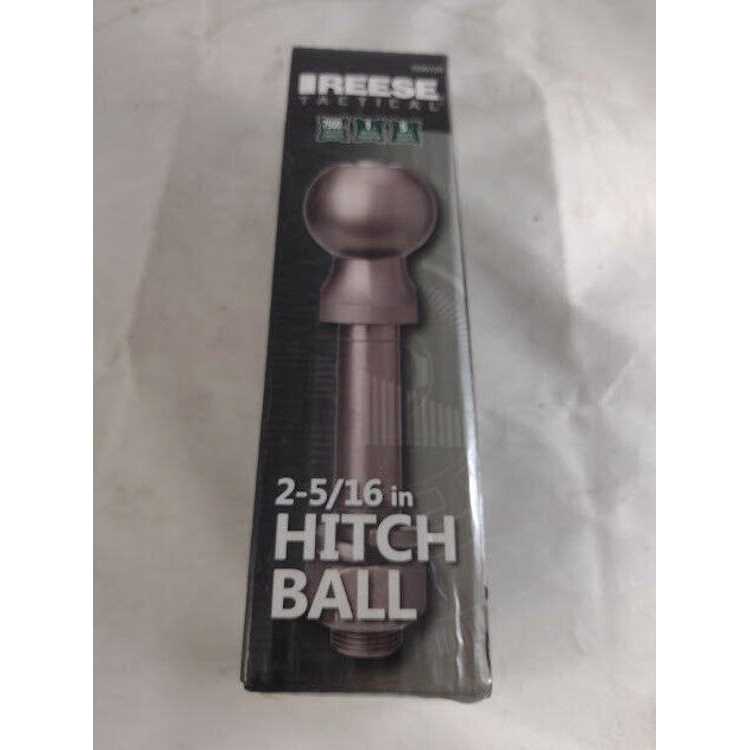 REESE
TACTICAL
2-5/16 in
HITCH
BALL